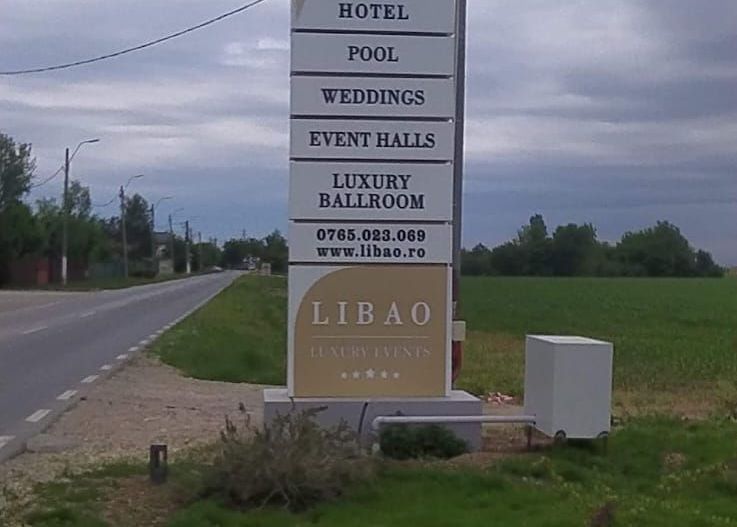 HOTEL
POOL
WEDDINGS
EVENT HALLS
LUXURY
BALLROOM
0765.023.069
www.libao.ro
LIBAO
LUXURY EVENTS